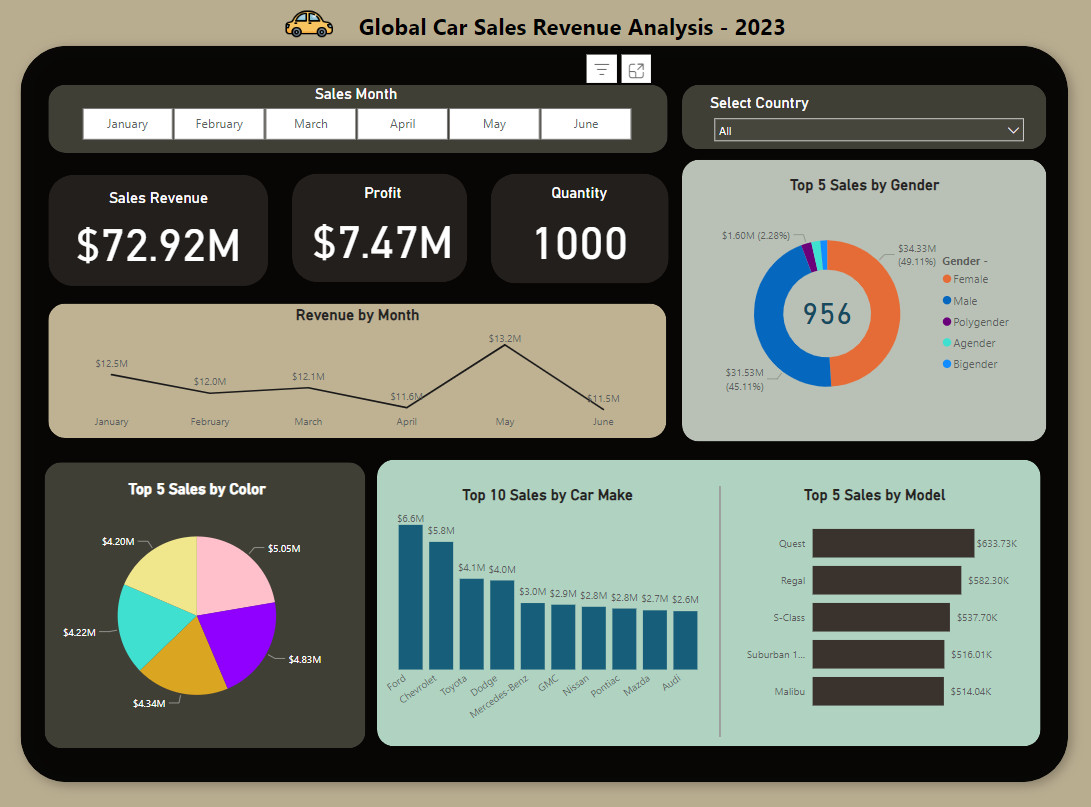 Global Car Sales Revenue Analysis - 2023
Sales Month
January
February
March
April
May
June
Select Country
All
Sales Revenue
$72.92M
Profit
$7.47M
Quantity
1000
Top 5 Sales by Gender
$1.60M (2.28%)
$34.33M
(49.11%)
956
$31.53M
(45.11%)
Gender -
Female
Male
Polygender
Agender
Bigender
Revenue by Month
$12.5M
$12.0M
$12.1M
$11.6M
$13.2M
$11.5M
January
February
March
April
May
June
Top 5 Sales by Color
$4.20M
$5.05M
$4.22M
$4.83M
$4.34M
Top 10 Sales by Car Make
$6.6M
$5.8M
$4.1M
$4.0M
$3.0M
$2.9M
$2.8M
$2.8M
$2.7M
$2.6M
Ford
Chevrolet
Toyota
Dodge
Mercedes-Benz
GMC
Nissan
Pontiac
Mazda
Audi
Top 5 Sales by Model
Quest
$633.73K
Regal
$582.30K
S-Class
$537.70K
Suburban 1...
$516.01K
Malibu
$514.04K